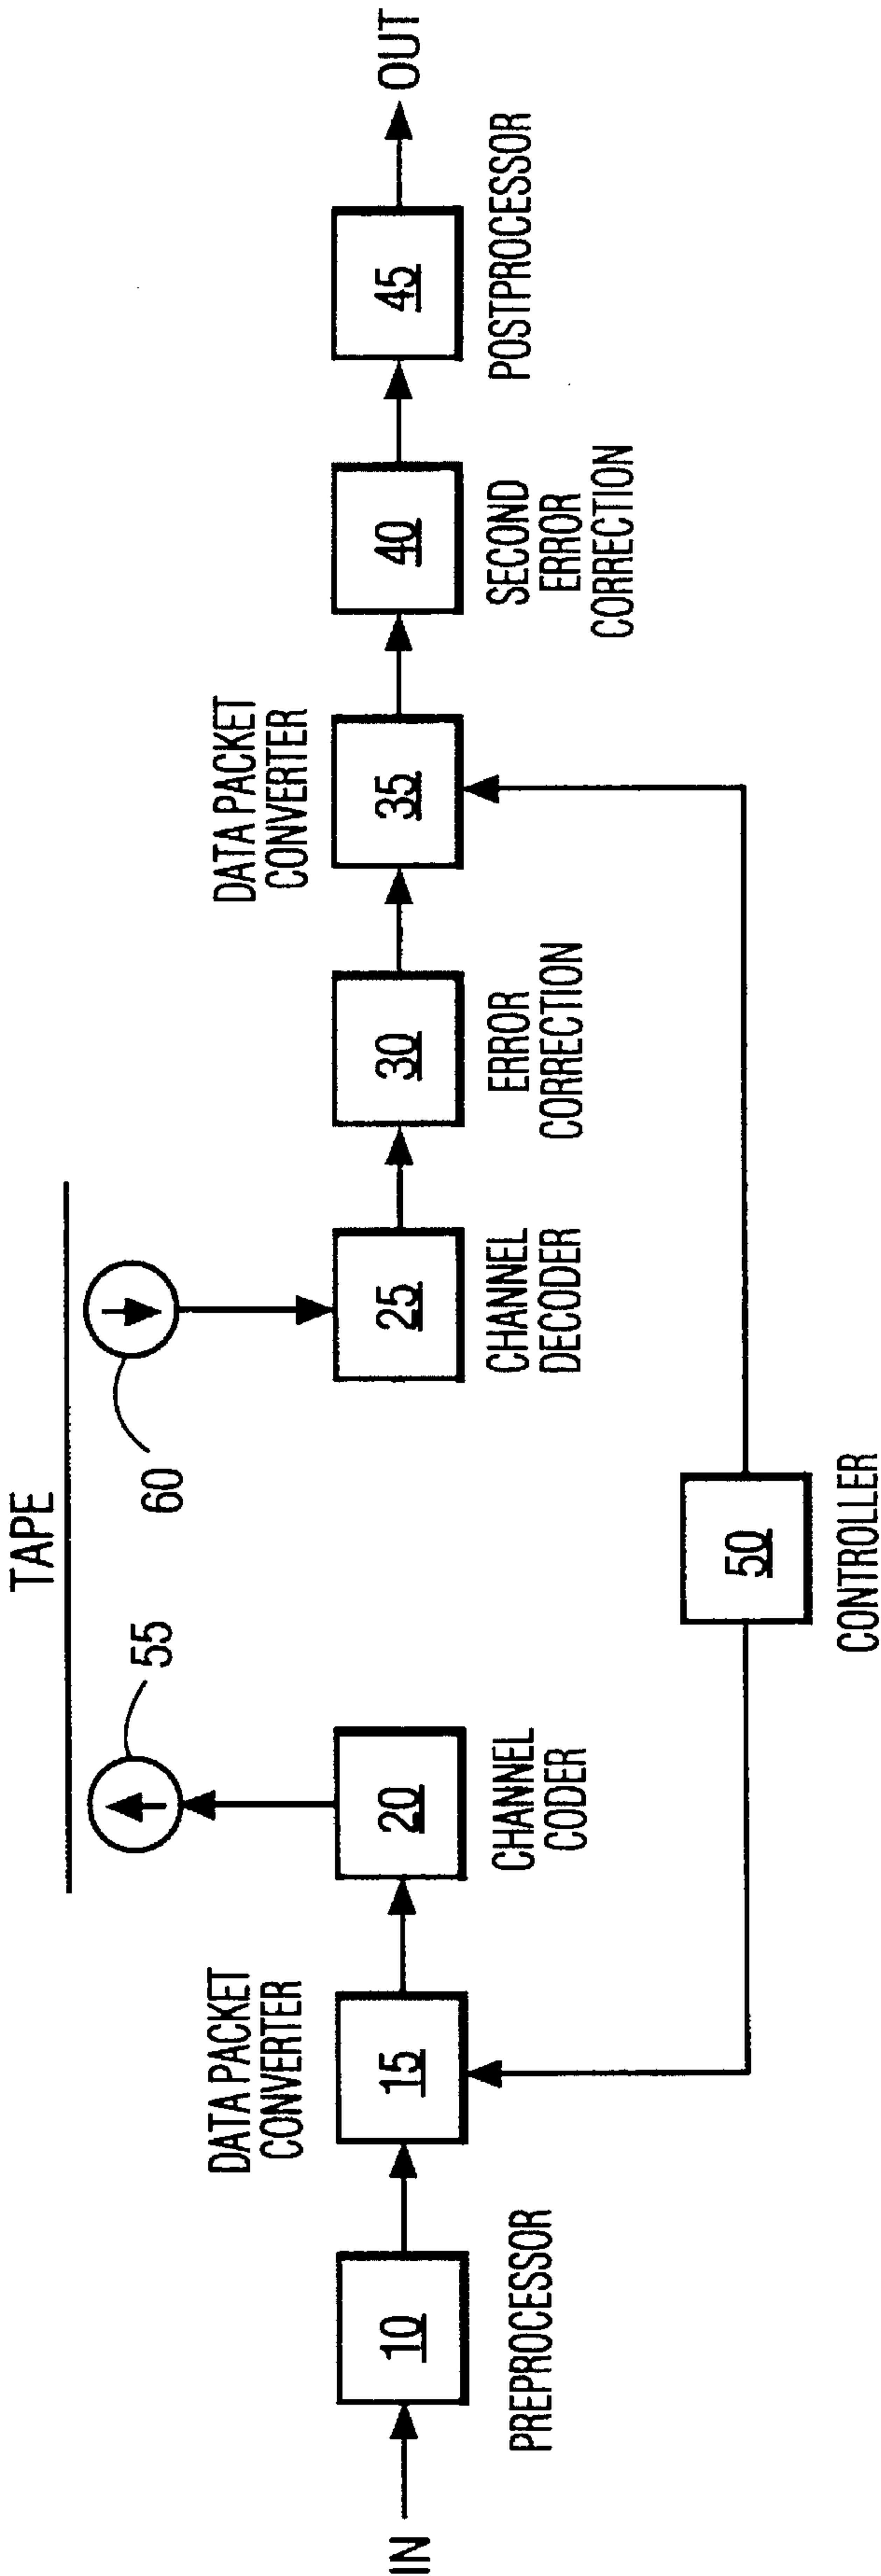 TAPE
55
60
DATA PACKET
CONVERTER
DATA PACKET
CONVERTER
IN
10
15
20
25
30
35
40
45
OUT
PREPROCESSOR
CHANNEL
CODER
CHANNEL
DECODER
ERROR
CORRECTION
SECOND
ERROR
CORRECTION
POSTPROCESSOR
50
CONTROLLER